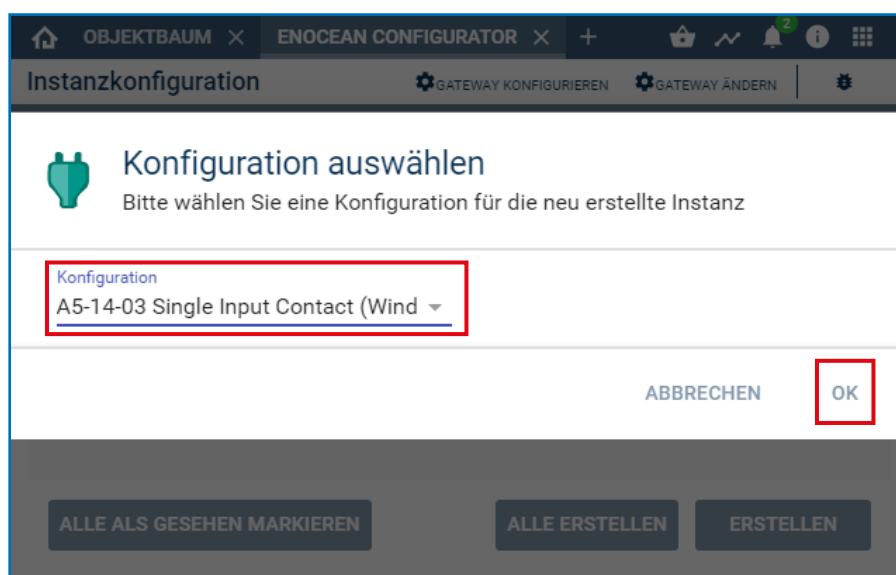 OBJEKTBAUM ENOCEAN CONFIGURATOR 2
Instanzkonfiguration GATEWAY KONFIGURIEREN GATEWAY ÄNDERN
Konfiguration auswählen
Bitte wählen Sie eine Konfiguration für die neu erstellte Instanz
Konfiguration
A5-14-03 Single Input Contact (Wind
ABBRECHEN OK
ALLE ALS GESEHEN MARKIEREN ALLE ERSTELLEN ERSTELLEN